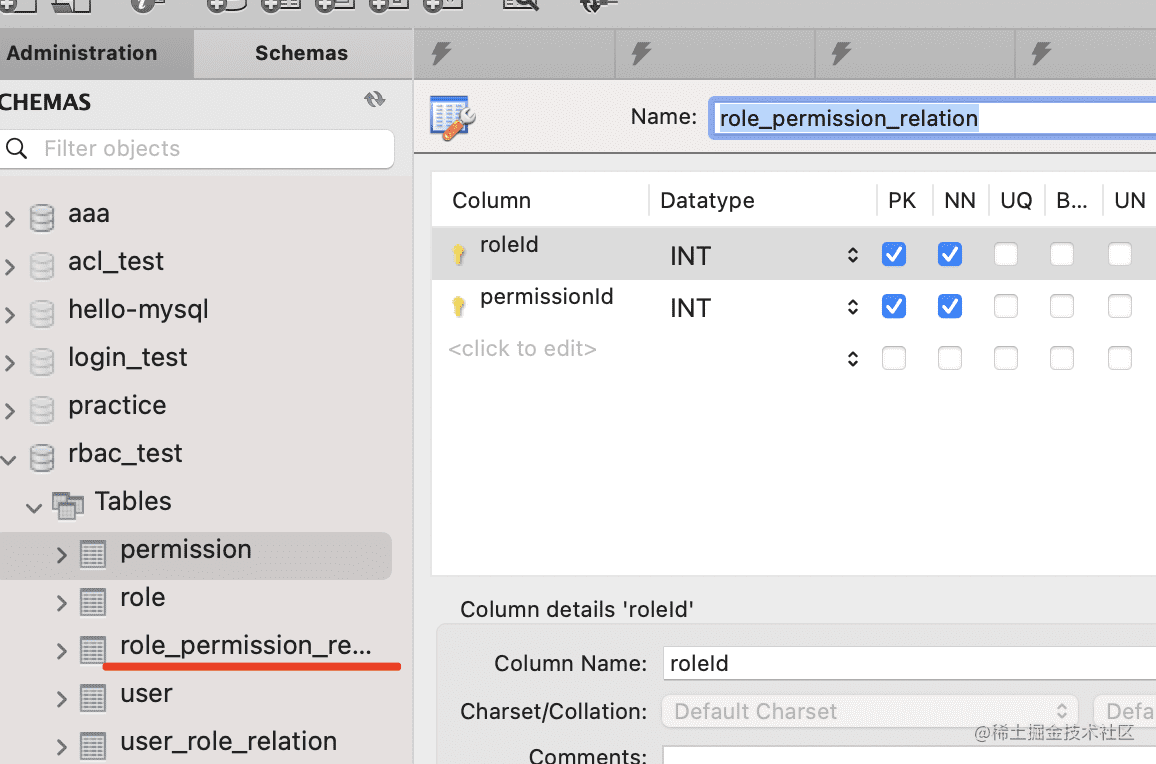 Administration
Schemas
CHEMAS
Filter objects
aaa
acl_test
hello-mysql
login_test
practice
rbac_test
Tables
permission
role
role_permission_re...
user
user_role_relation
Name: role_permission_relation
Column Datatype PK NN UQ B... UN
roleId INT
permissionId INT
<click to edit>
Column details 'roleId'
Column Name: roleId
Charset/Collation: Default Charset Defa
Comments:
@稀土掘金技术社区